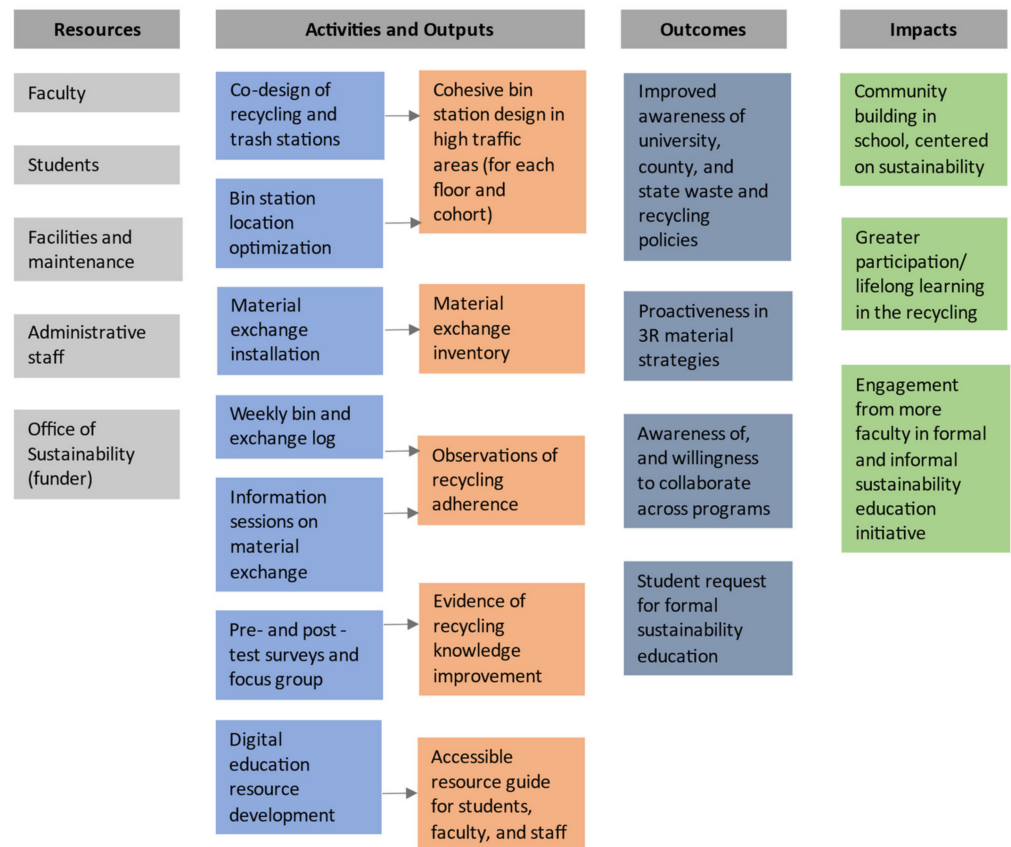 Resources
Activities and Outputs
Outcomes
Impacts
Faculty
Students
Facilities and
maintenance
Administrative
staff
Office of
Sustainability
(funder)
Co-design of
recycling and
trash stations
Bin station
location
optimization
Material
exchange
installation
Weekly bin and
exchange log
Information
sessions on
material
exchange
Pre- and post -
test surveys and
focus group
Digital
education
resource
development
Cohesive bin
station design in
high traffic
areas (for each
floor and
cohort)
Material
exchange
inventory
Observations of
recycling
adherence
Evidence of
recycling
knowledge
improvement
Accessible
resource guide
for students,
faculty, and staff
Improved
awareness of
university,
county, and
state waste and
recycling
policies
Proactiveness in
3R material
strategies
Awareness of,
and willingness
to collaborate
across programs
Student request
for formal
sustainability
education
Community
building in
school, centered
on sustainability
Greater
participation/
lifelong learning
in the recycling
Engagement
from more
faculty in formal
and informal
sustainability
education
initiative